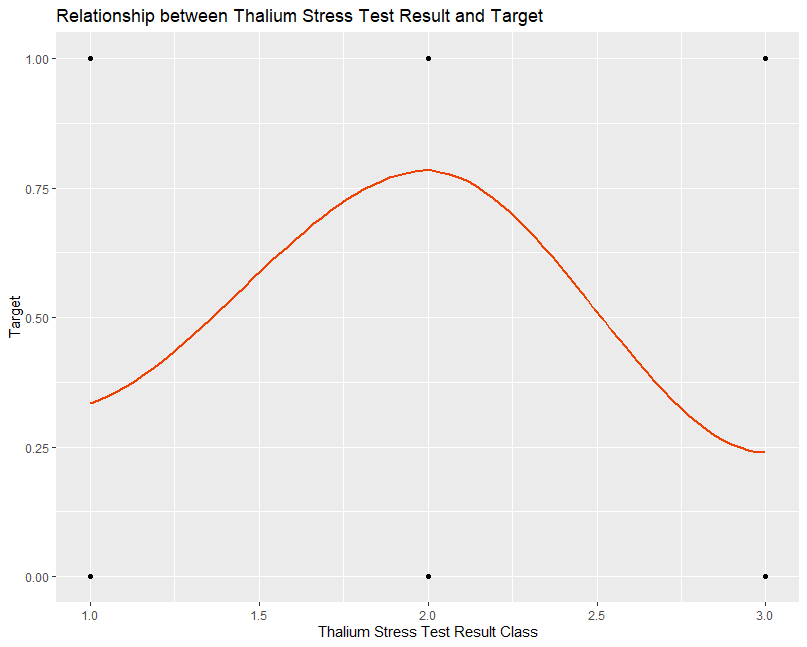 Relationship between Thalium Stress Test Result and Target
1.00
0.75
0.50
0.25
0.00
Target
1.0 1.5 2.0 2.5 3.0
Thalium Stress Test Result Class